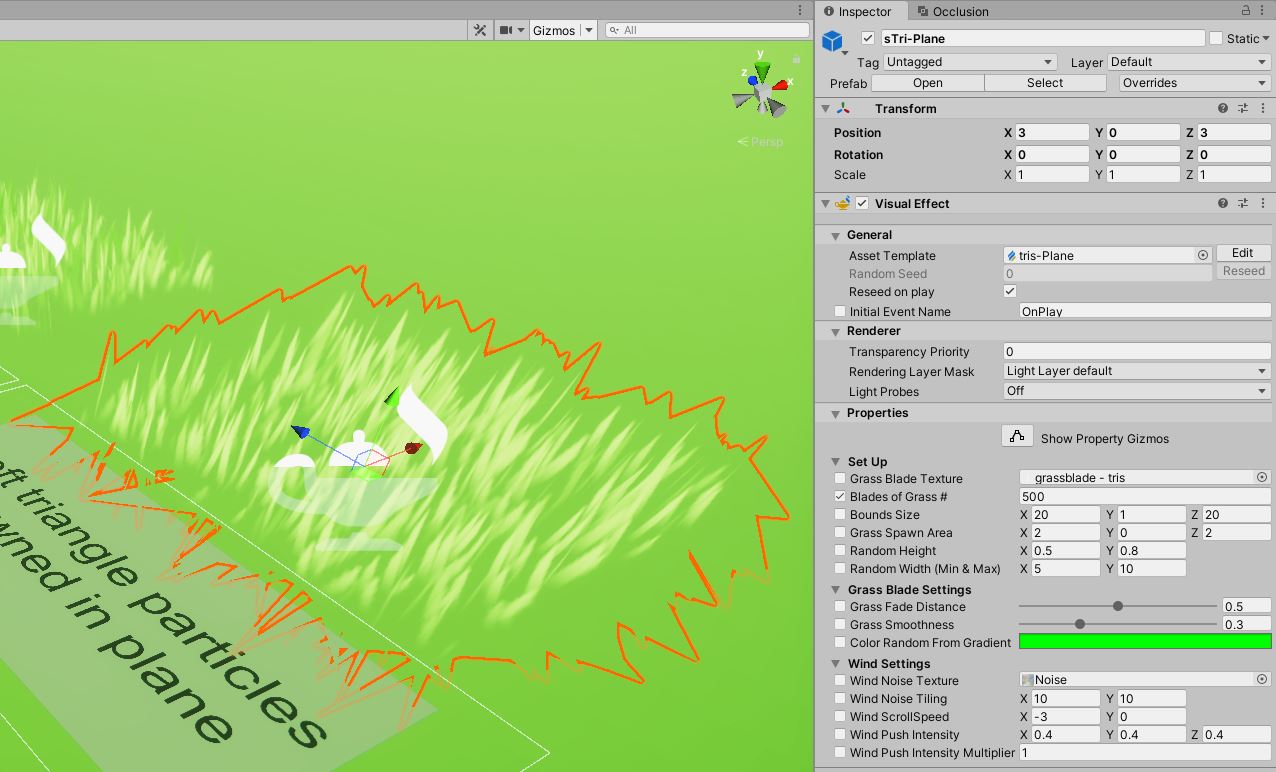 Inspector Occlusion
Gizmos All
sTri-Plane Static
Tag Untagged Layer Default
Prefab Open Select Overrides
Transform
Position X 3 Y 0 Z 3
Rotation X 0 Y 0 Z 0
Scale X 1 Y 1 Z 1
Visual Effect
General
Asset Template tris-Plane Edit
Random Seed 0 Reseed
Reseed on play
Initial Event Name OnPlay
Renderer
Transparency Priority 0
Rendering Layer Mask Light Layer default
Light Probes Off
Properties
Show Property Gizmos
Set Up
Grass Blade Texture grassblade - tris
Blades of Grass # 500
Bounds Size X 20 Y 1 Z 20
Grass Spawn Area X 2 Y 0 Z 2
Random Height X 0.5 Y 0.8
Random Width (Min & Max) X 5 Y 10
Grass Blade Settings
Grass Fade Distance 0.5
Grass Smoothness 0.3
Color Random From Gradient
Wind Settings
Wind Noise Texture Noise
Wind Noise Tiling X 10 Y 10
Wind ScrollSpeed X -3 Y 0
Wind Push Intensity X 0.4 Y 0.4 Z 0.4
Wind Push Intensity Multiplier 1
y
z x
Persp
triangle particles
in plane